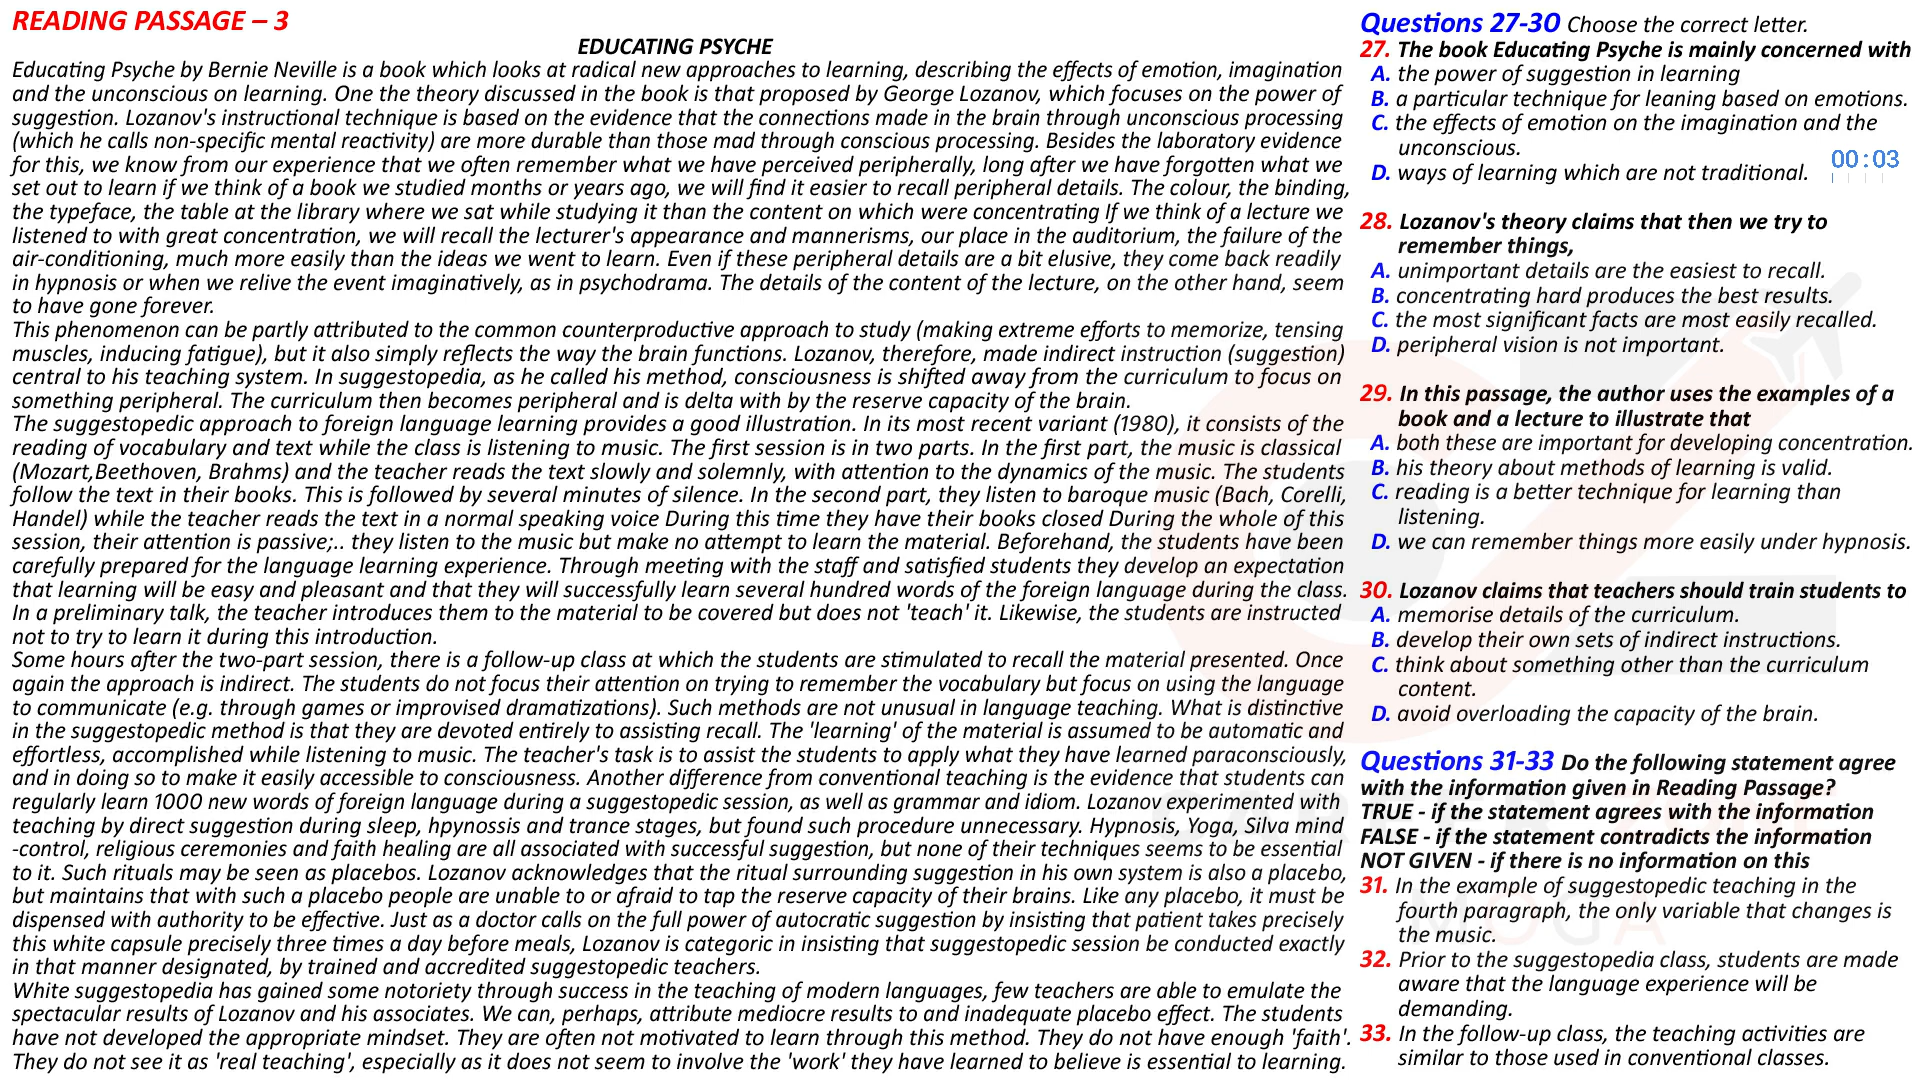 READING PASSAGE – 3
EDUCATING PSYCHE
Educating Psyche by Bernie Neville is a book which looks at radical new approaches to learning, describing the effects of emotion, imagination
and the unconscious on learning. One the theory discussed in the book is that proposed by George Lozanov, which focuses on the power of
suggestion. Lozanov's instructional technique is based on the evidence that the connections made in the brain through unconscious processing
(which he calls non-specific mental reactivity) are more durable than those mad through conscious processing. Besides the laboratory evidence
for this, we know from our experience that we often remember what we have perceived peripherally, long after we have forgotten what we
set out to learn if we think of a book we studied months or years ago, we will find it easier to recall peripheral details. The colour, the binding,
the typeface, the table at the library where we sat while studying it than the content on which were concentrating If we think of a lecture we
listened to with great concentration, we will recall the lecturer's appearance and mannerisms, our place in the auditorium, the failure of the
air-conditioning, much more easily than the ideas we went to learn. Even if these peripheral details are a bit elusive, they come back readily
in hypnosis or when we relive the event imaginatively, as in psychodrama. The details of the content of the lecture, on the other hand, seem
to have gone forever.
This phenomenon can be partly attributed to the common counterproductive approach to study (making extreme efforts to memorize, tensing
muscles, inducing fatigue), but it also simply reflects the way the brain functions. Lozanov, therefore, made indirect instruction (suggestion)
central to his teaching system. In suggestopedia, as he called his method, consciousness is shifted away from the curriculum to focus on
something peripheral. The curriculum then becomes peripheral and is delta with by the reserve capacity of the brain.
The suggestopedic approach to foreign language learning provides a good illustration. In its most recent variant (1980), it consists of the
reading of vocabulary and text while the class is listening to music. The first session is in two parts. In the first part, the music is classical
(Mozart,Beethoven, Brahms) and the teacher reads the text slowly and solemnly, with attention to the dynamics of the music. The students
follow the text in their books. This is followed by several minutes of silence. In the second part, they listen to baroque music (Bach, Corelli,
Handel) while the teacher reads the text in a normal speaking voice During this time they have their books closed During the whole of this
session, their attention is passive;.. they listen to the music but make no attempt to learn the material. Beforehand, the students have been
carefully prepared for the language learning experience. Through meeting with the staff and satisfied students they develop an expectation
that learning will be easy and pleasant and that they will successfully learn several hundred words of the foreign language during the class.
In a preliminary talk, the teacher introduces them to the material to be covered but does not 'teach' it. Likewise, the students are instructed
not to try to learn it during this introduction.
Some hours after the two-part session, there is a follow-up class at which the students are stimulated to recall the material presented. Once
again the approach is indirect. The students do not focus their attention on trying to remember the vocabulary but focus on using the language
to communicate (e.g. through games or improvised dramatizations). Such methods are not unusual in language teaching. What is distinctive
in the suggestopedic method is that they are devoted entirely to assisting recall. The 'learning' of the material is assumed to be automatic and
effortless, accomplished while listening to music. The teacher's task is to assist the students to apply what they have learned paraconsciously,
and in doing so to make it easily accessible to consciousness. Another difference from conventional teaching is the evidence that students can
regularly learn 1000 new words of foreign language during a suggestopedic session, as well as grammar and idiom. Lozanov experimented with
teaching by direct suggestion during sleep, hpynossis and trance stages, but found such procedure unnecessary. Hypnosis, Yoga, Silva mind
-control, religious ceremonies and faith healing are all associated with successful suggestion, but none of their techniques seems to be essential
to it. Such rituals may be seen as placebos. Lozanov acknowledges that the ritual surrounding suggestion in his own system is also a placebo,
but maintains that with such a placebo people are unable to or afraid to tap the reserve capacity of their brains. Like any placebo, it must be
dispensed with authority to be effective. Just as a doctor calls on the full power of autocratic suggestion by insisting that patient takes precisely
this white capsule precisely three times a day before meals, Lozanov is categoric in insisting that suggestopedic session be conducted exactly
in that manner designated, by trained and accredited suggestopedic teachers.
White suggestopedia has gained some notoriety through success in the teaching of modern languages, few teachers are able to emulate the
spectacular results of Lozanov and his associates. We can, perhaps, attribute mediocre results to and inadequate placebo effect. The students
have not developed the appropriate mindset. They are often not motivated to learn through this method. They do not have enough 'faith'.
They do not see it as 'real teaching', especially as it does not seem to involve the 'work' they have learned to believe is essential to learning.
Questions 27-30 Choose the correct letter.
27. The book Educating Psyche is mainly concerned with
A. the power of suggestion in learning
B. a particular technique for leaning based on emotions.
C. the effects of emotion on the imagination and the
unconscious.
D. ways of learning which are not traditional.
00:03
28. Lozanov's theory claims that then we try to
remember things,
A. unimportant details are the easiest to recall.
B. concentrating hard produces the best results.
C. the most significant facts are most easily recalled.
D. peripheral vision is not important.
29. In this passage, the author uses the examples of a
book and a lecture to illustrate that
A. both these are important for developing concentration.
B. his theory about methods of learning is valid.
C. reading is a better technique for learning than
listening.
D. we can remember things more easily under hypnosis.
30. Lozanov claims that teachers should train students to
A. memorise details of the curriculum.
B. develop their own sets of indirect instructions.
C. think about something other than the curriculum
content.
D. avoid overloading the capacity of the brain.
Questions 31-33 Do the following statement agree
with the information given in Reading Passage?
TRUE - if the statement agrees with the information
FALSE - if the statement contradicts the information
NOT GIVEN - if there is no information on this
31. In the example of suggestopedic teaching in the
fourth paragraph, the only variable that changes is
the music.
32. Prior to the suggestopedia class, students are made
aware that the language experience will be
demanding.
33. In the follow-up class, the teaching activities are
similar to those used in conventional classes.
MOGA